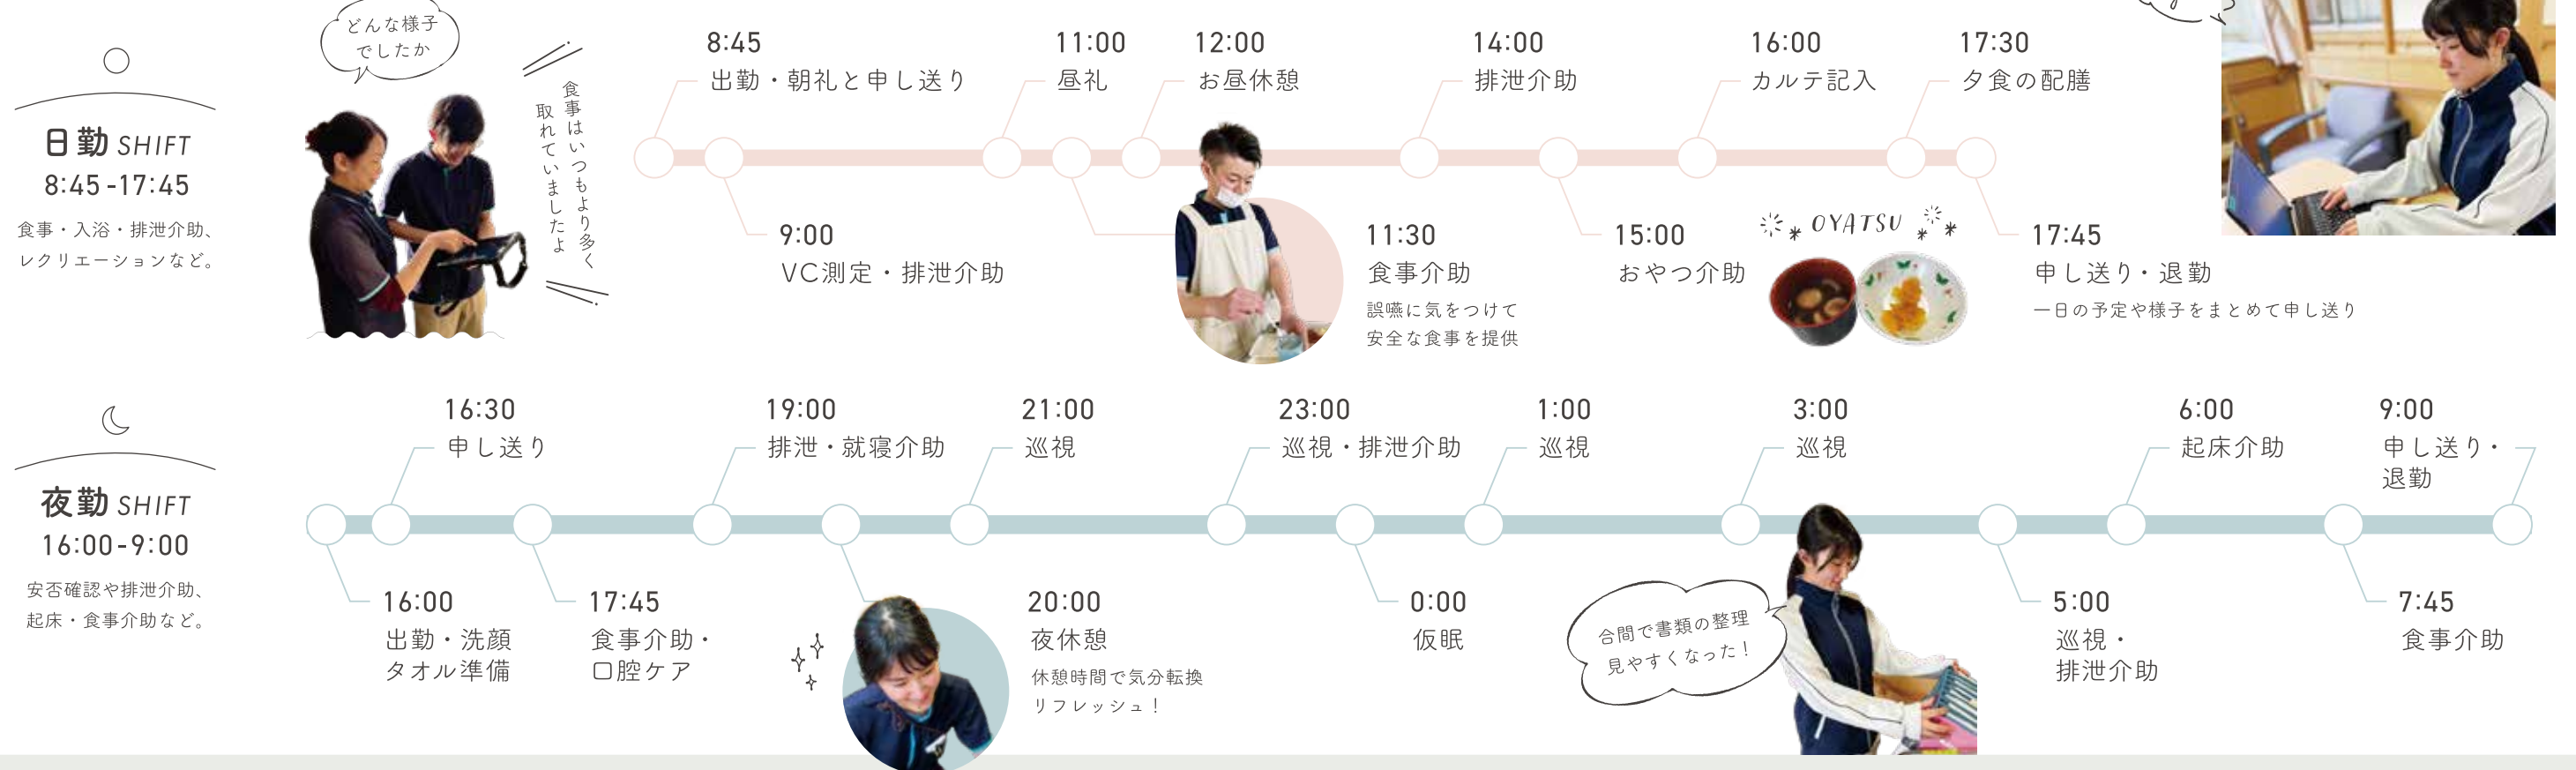 日勤 SHIFT
8:45-17:45
食事・入浴・排泄介助、
レクリエーションなど。
どんな様子
でしたか
食事はいつもより多く
取れていましたよ
8:45
出勤・朝礼と申し送り
9:00
VC測定・排泄介助
11:00
昼礼
11:30
食事介助
誤嚥に気をつけて
安全な食事を提供
12:00
お昼休憩
14:00
排泄介助
15:00
おやつ介助
OYATSU
16:00
カルテ記入
17:30
夕食の配膳
17:45
申し送り・退勤
一日の予定や様子をまとめて申し送り
夜勤 SHIFT
16:00-9:00
安否確認や排泄介助、
起床・食事介助など。
16:00
出勤・洗顔
タオル準備
16:30
申し送り
17:45
食事介助・
口腔ケア
19:00
排泄・就寝介助
20:00
夜休憩
休憩時間で気分転換
リフレッシュ！
21:00
巡視
23:00
巡視・排泄介助
0:00
仮眠
1:00
巡視
3:00
巡視
合間で書類の整理
見やすくなった！
5:00
巡視・
排泄介助
6:00
起床介助
7:45
食事介助
9:00
申し送り・
退勤